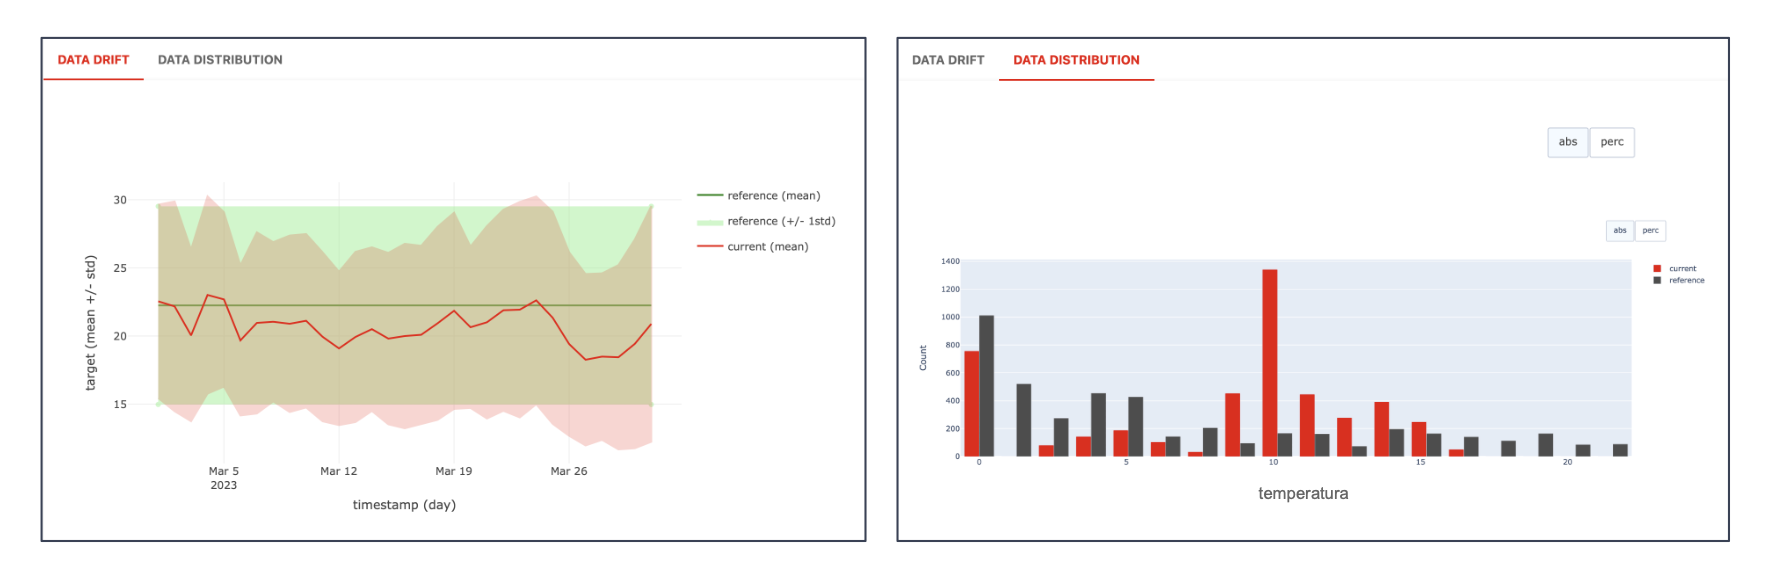 DATA DRIFT DATA DISTRIBUTION
30
25
20
15
target (mean +/- std)
Mar 5
2023
Mar 12
Mar 19
Mar 26
timestamp (day)
reference (mean)
reference (+/- 1std)
current (mean)
DATA DRIFT DATA DISTRIBUTION
abs perc
abs perc
1400
1200
1000
800
600
400
200
0
Count
0 5 10 15 20
temperatura
current
reference